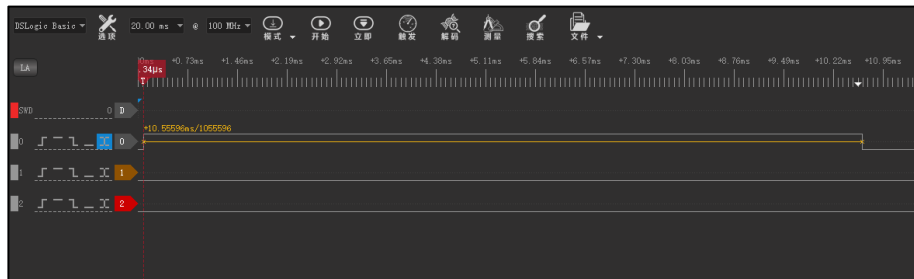 DSLogic Basic 20.00 ms @ 100 MHz
选项 模式 开始 立即 触发 解码 测量 搜索 文件
LA
0ms +0.73ms +1.46ms +2.19ms +2.92ms +3.65ms +4.38ms +5.11ms +5.84ms +6.57ms +7.30ms +8.03ms +8.76ms +9.49ms +10.22ms +10.95ms
34μs
T
SWD 0 D
+10.55596ms/1055596
0 0
1 1
2 2